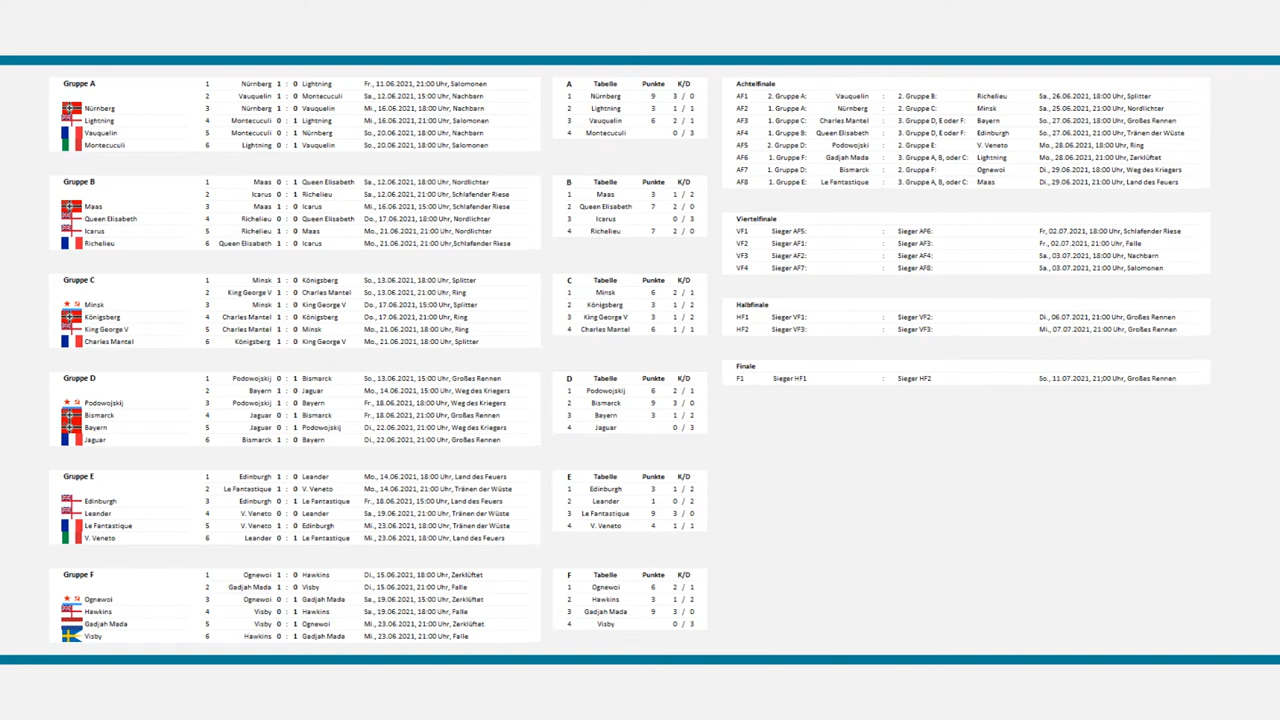 Gruppe A
1 Nürnberg 1 : 0 Lightning Fr., 11.06.2021, 21:00 Uhr, Salomonen
2 Vauquelin 1 : 0 Montecuculi Sa., 12.06.2021, 15:00 Uhr, Nachbarn
Nürnberg 3 Nürnberg 1 : 0 Vauquelin Mi., 16.06.2021, 18:00 Uhr, Nachbarn
Lightning 4 Montecuculi 0 : 1 Lightning Mi., 16.06.2021, 21:00 Uhr, Salomonen
Vauquelin 5 Montecuculi 0 : 1 Nürnberg So., 20.06.2021, 18:00 Uhr, Nachbarn
Montecuculi 6 Lightning 0 : 1 Vauquelin So., 20.06.2021, 18:00 Uhr, Salomonen
A Tabelle Punkte K/D
1 Nürnberg 9 3 / 0
2 Lightning 3 1 / 1
3 Vauquelin 6 2 / 1
4 Montecuculi 0 / 3
Gruppe B
1 Maas 0 : 1 Queen Elisabeth Sa., 12.06.2021, 18:00 Uhr, Nordlichter
2 Icarus 0 : 1 Richelieu Sa., 12.06.2021, 21:00 Uhr, Schlafender Riese
Maas 3 Maas 1 : 0 Icarus Mi., 16.06.2021, 15:00 Uhr, Schlafender Riese
Queen Elisabeth 4 Richelieu 0 : 0 Queen Elisabeth Do., 17.06.2021, 18:00 Uhr, Nordlichter
Icarus 5 Richelieu 1 : 0 Maas Mo., 21.06.2021, 21:00 Uhr, Nordlichter
Richelieu 6 Queen Elisabeth 1 : 0 Icarus Mo., 21.06.2021, 21:00 Uhr,Schlafender Riese
B Tabelle Punkte K/D
1 Maas 3 1 / 2
2 Queen Elisabeth 7 2 / 0
3 Icarus 0 / 3
4 Richelieu 7 2 / 0
Gruppe C
1 Minsk 1 : 0 Königsberg So., 13.06.2021, 18:00 Uhr, Splitter
2 King George V 1 : 0 Charles Mantel So., 13.06.2021, 21:00 Uhr, Ring
Minsk 3 Minsk 1 : 0 King George V Do., 17.06.2021, 15:00 Uhr, Splitter
Königsberg 4 Charles Mantel 1 : 0 Königsberg Do., 17.06.2021, 21:00 Uhr, Ring
King George V 5 Charles Mantel 1 : 0 Minsk Mo., 21.06.2021, 18:00 Uhr, Ring
Charles Mantel 6 Königsberg 1 : 0 King George V Mo., 21.06.2021, 18:00 Uhr, Splitter
C Tabelle Punkte K/D
1 Minsk 6 2 / 1
2 Königsberg 3 1 / 2
3 King George V 3 1 / 2
4 Charles Mantel 6 1 / 1
Gruppe D
1 Podowojskij 0 : 1 Bismarck So., 13.06.2021, 15:00 Uhr, Großes Rennen
2 Bayern 1 : 0 Jaguar Mo., 14.06.2021, 15:00 Uhr, Weg des Kriegers
Podowojskij 3 Podowojskij 1 : 0 Bayern Fr., 18.06.2021, 18:00 Uhr, Weg des Kriegers
Bismarck 4 Jaguar 0 : 1 Bismarck Fr., 18.06.2021, 21:00 Uhr, Großes Rennen
Bayern 5 Jaguar 0 : 1 Podowojskij Di., 22.06.2021, 21:00 Uhr, Weg des Kriegers
Jaguar 6 Bismarck 1 : 0 Bayern Di., 22.06.2021, 21:00 Uhr, Großes Rennen
D Tabelle Punkte K/D
1 Podowojskij 6 2 / 1
2 Bismarck 9 3 / 0
3 Bayern 3 1 / 2
4 Jaguar 0 / 3
Gruppe E
1 Edinburgh 1 : 0 Leander Mo., 14.06.2021, 18:00 Uhr, Land des Feuers
2 Le Fantastique 1 : 0 V. Veneto Mo., 14.06.2021, 21:00 Uhr, Tränen der Wüste
Edinburgh 3 Edinburgh 0 : 1 Le Fantastique Fr., 18.06.2021, 15:00 Uhr, Land des Feuers
Leander 4 V. Veneto 0 : 0 Leander Sa., 19.06.2021, 21:00 Uhr, Tränen der Wüste
Le Fantastique 5 V. Veneto 1 : 0 Edinburgh Mi., 23.06.2021, 18:00 Uhr, Tränen der Wüste
V. Veneto 6 Leander 0 : 1 Le Fantastique Mi., 23.06.2021, 18:00 Uhr, Land des Feuers
E Tabelle Punkte K/D
1 Edinburgh 3 1 / 2
2 Leander 1 0 / 2
3 Le Fantastique 9 3 / 0
4 V. Veneto 4 1 / 1
Gruppe F
1 Ognewoi 1 : 0 Hawkins Di., 15.06.2021, 18:00 Uhr, Zerklüftet
2 Gadjah Mada 1 : 0 Visby Di., 15.06.2021, 21:00 Uhr, Falle
Ognewoi 3 Ognewoi 0 : 1 Gadjah Mada Sa., 19.06.2021, 15:00 Uhr, Zerklüftet
Hawkins 4 Visby 0 : 1 Hawkins Sa., 19.06.2021, 18:00 Uhr, Falle
Gadjah Mada 5 Visby 0 : 1 Ognewoi Mi., 23.06.2021, 21:00 Uhr, Zerklüftet
Visby 6 Hawkins 0 : 1 Gadjah Mada Mi., 23.06.2021, 21:00 Uhr, Falle
F Tabelle Punkte K/D
1 Ognewoi 6 2 / 1
2 Hawkins 3 1 / 2
3 Gadjah Mada 9 3 / 0
4 Visby 0 / 3
Achtelfinale
AF1 2. Gruppe A: Vauquelin : 2. Gruppe B: Richelieu Sa., 26.06.2021, 18:00 Uhr, Splitter
AF2 1. Gruppe A: Nürnberg : 2. Gruppe C: Minsk Sa., 25.06.2021, 21:00 Uhr, Nordlichter
AF3 1. Gruppe C: Charles Mantel : 3. Gruppe D, E oder F: Bayern So., 27.06.2021, 18:00 Uhr, Großes Rennen
AF4 1. Gruppe B: Queen Elisabeth : 3. Gruppe D, E oder F: Edinburgh So., 27.06.2021, 21:00 Uhr, Tränen der Wüste
AF5 2. Gruppe D: Podowojski : 2. Gruppe E: V. Veneto Mo., 28.06.2021, 18:00 Uhr, Ring
AF6 1. Gruppe F: Gadjah Mada : 3. Gruppe A, B, oder C: Lightning Mo., 28.06.2021, 21:00 Uhr, Zerklüftet
AF7 1. Gruppe D: Bismarck : 2. Gruppe F: Ognewoi Di., 29.06.2021, 18:00 Uhr, Weg des Kriegers
AF8 1. Gruppe E: Le Fantastique : 3. Gruppe A, B, oder C: Maas Di., 29.06.2021, 21:00 Uhr, Land des Feuers
Viertelfinale
VF1 Sieger AF5: : Sieger AF6: Fr, 02.07.2021, 18:00 Uhr, Schlafender Riese
VF2 Sieger AF1: : Sieger AF3: Fr., 02.07.2021, 21:00 Uhr, Falle
VF3 Sieger AF2: : Sieger AF4: Sa., 03.07.2021, 18:00 Uhr, Nachbarn
VF4 Sieger AF7: : Sieger AF8: Sa., 03.07.2021, 21:00 Uhr, Salomonen
Halbfinale
HF1 Sieger VF1: : Sieger VF2: Di., 06.07.2021, 21:00 Uhr, Großes Rennen
HF2 Sieger VF3: : Sieger VF3: Mi., 07.07.2021, 21:00 Uhr, Großes Rennen
Finale
F1 Sieger HF1 : Sieger HF2 So., 11.07.2021, 21;00 Uhr, Großes Rennen